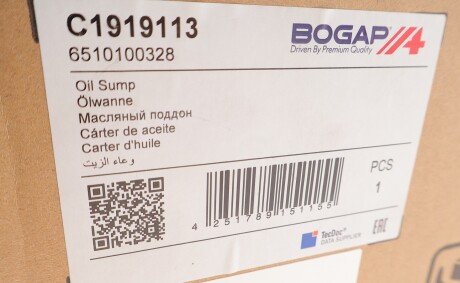 C1919113
6510100328
BOGAP
Driven By Premium Quality
Oil Sump
Ölwanne
Масляный поддон
Cárter de aceite
Carter d'huile
وعاء الزيت
PCS
1
4 251789 151155
TecDoc
DATA SUPPLIER
EAC